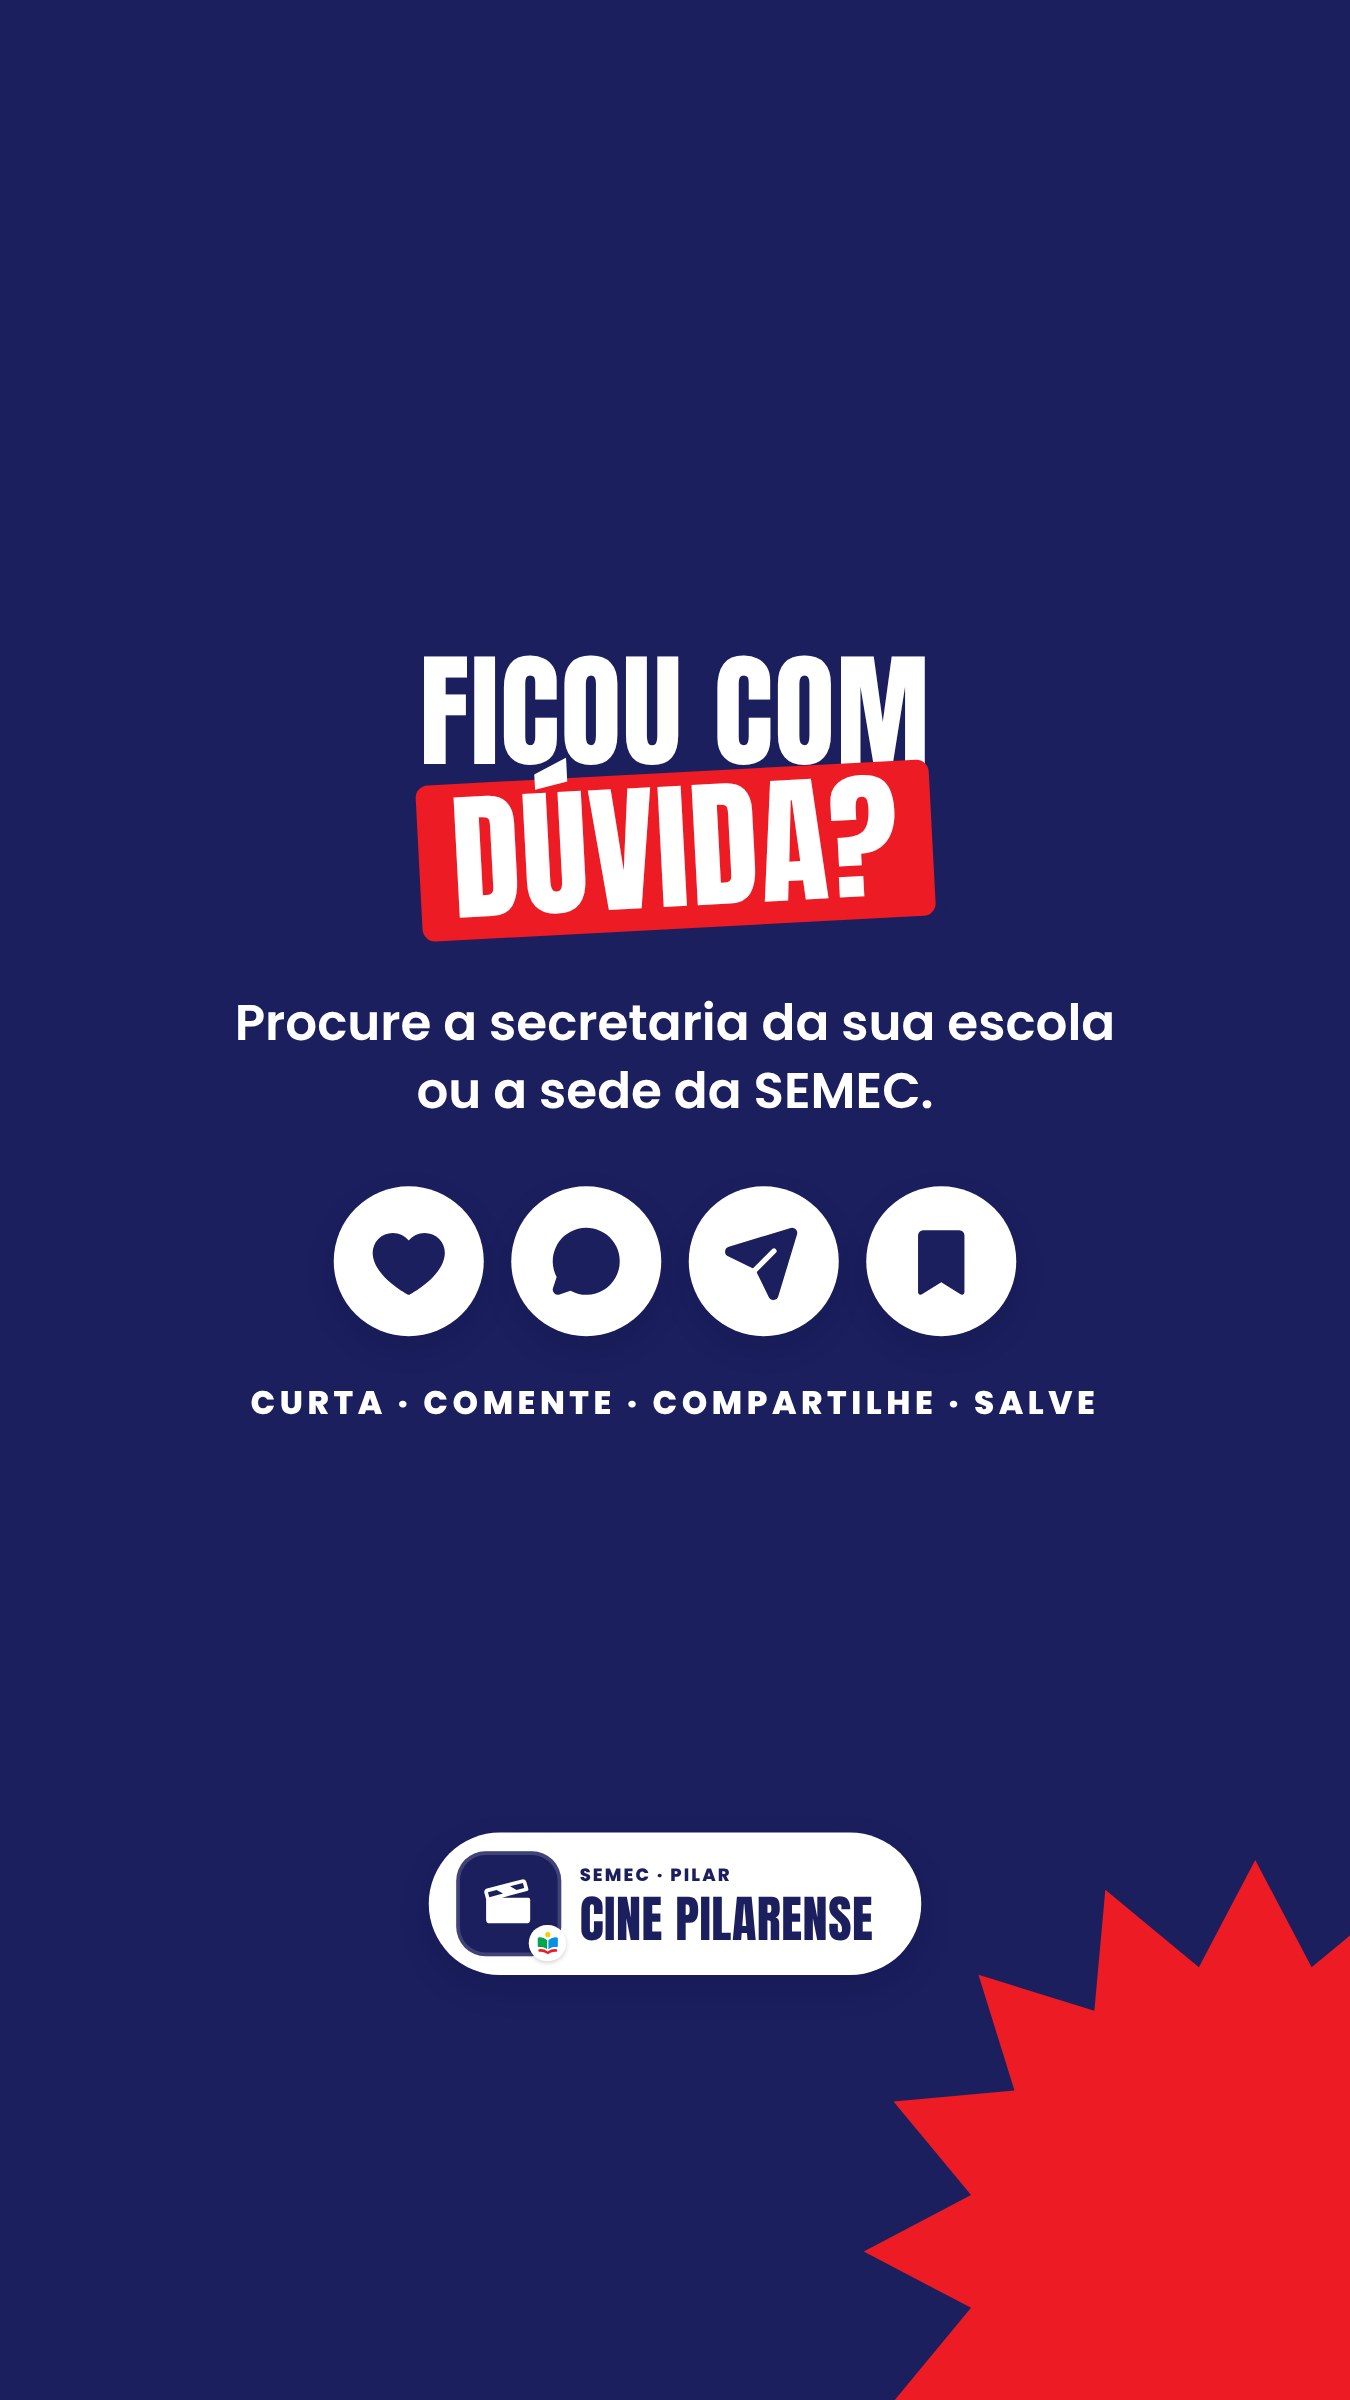 FICOU COM
DÚVIDA?
Procure a secretaria da sua escola
ou a sede da SEMEC.
CURTA · COMENTE · COMPARTILHE · SALVE
SEMEC · PILAR
CINE PILARENSE